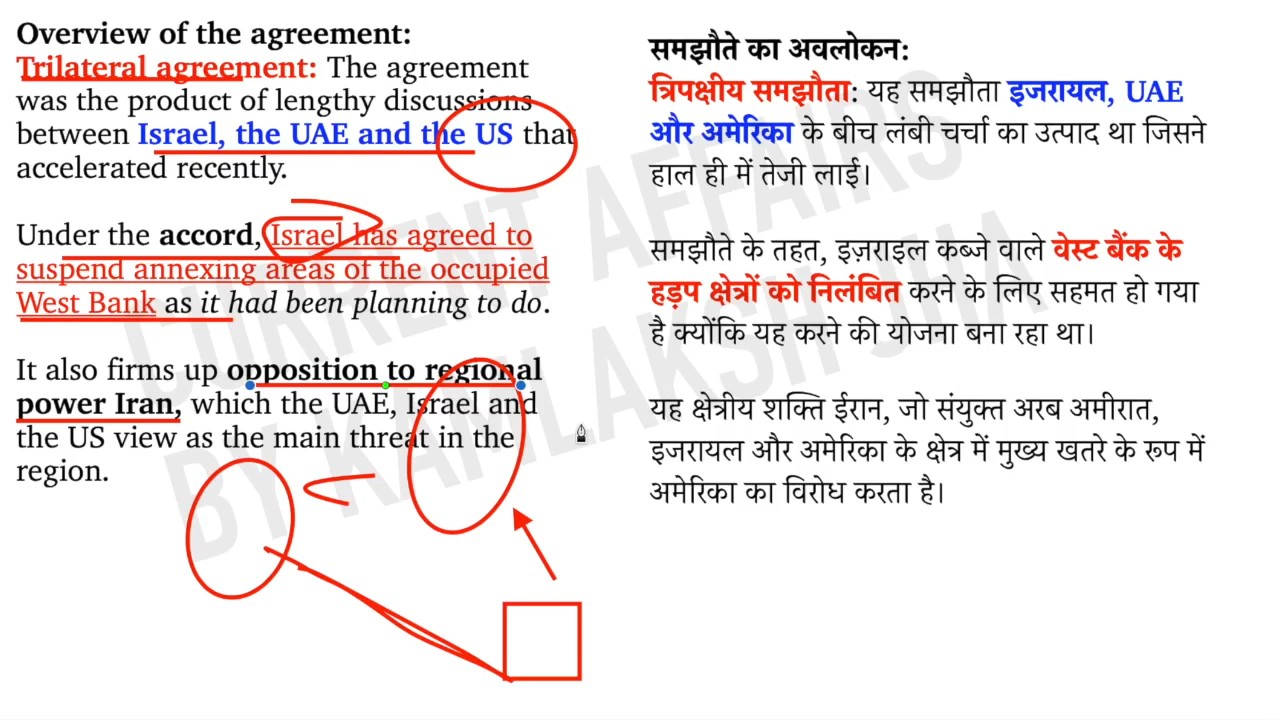 Overview of the agreement:
Trilateral agreement: The agreement
was the product of lengthy discussions
between Israel, the UAE and the US that
accelerated recently.
Under the accord, Israel has agreed to
suspend annexing areas of the occupied
West Bank as it had been planning to do.
It also firms up opposition to regional
power Iran, which the UAE, Israel and
the US view as the main threat in the
region.
समझौते का अवलोकन:
त्रिपक्षीय समझौता: यह समझौता इजरायल, UAE
और अमेरिका के बीच लंबी चर्चा का उत्पाद था जिसने
हाल ही में तेजी लाई।
समझौते के तहत, इज़राइल कब्जे वाले वेस्ट बैंक के
हड़प क्षेत्रों को निलंबित करने के लिए सहमत हो गया
है क्योंकि यह करने की योजना बना रहा था।
यह क्षेत्रीय शक्ति ईरान, जो संयुक्त अरब अमीरात,
इजरायल और अमेरिका के क्षेत्र में मुख्य खतरे के रूप में
अमेरिका का विरोध करता है।
CURRENT AFFAIRS
BY KAMLAKSH JHA